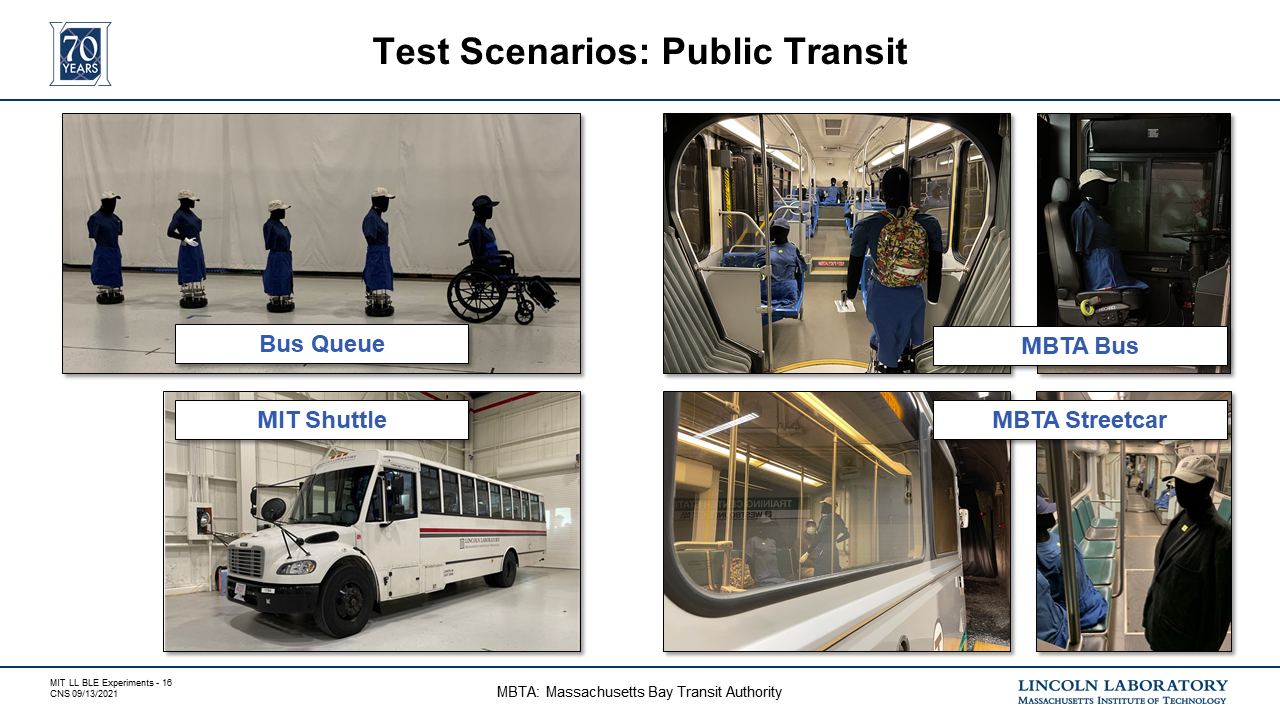 70
YEARS
Test Scenarios: Public Transit
Bus Queue
MBTA Bus
MIT Shuttle
MBTA Streetcar
LINCOLN LABORATORY
MIT LL BLE Experiments - 16
CNS 09/13/2021
MBTA: Massachusetts Bay Transit Authority
LINCOLN LABORATORY
MASSACHUSETTS INSTITUTE OF TECHNOLOGY